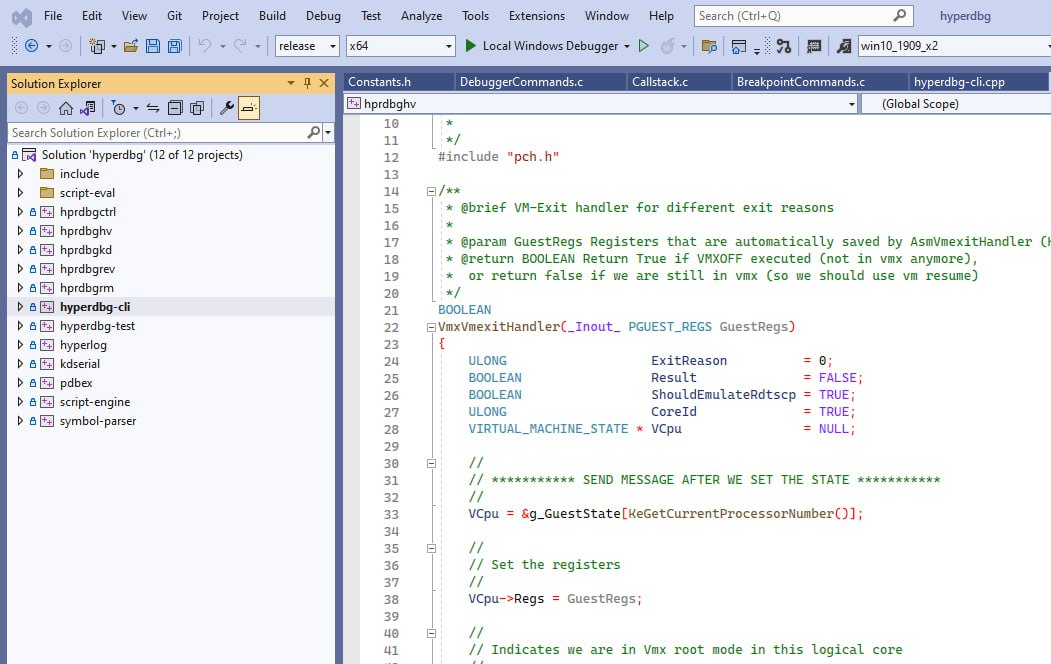 File Edit View Git Project Build Debug Test Analyze Tools Extensions Window Help Search (Ctrl+Q) hyperdbg
release x64 Local Windows Debugger win10_1909_x2
Solution Explorer
Search Solution Explorer (Ctrl+;)
Solution 'hyperdbg' (12 of 12 projects)
include
script-eval
hprdbgctrl
hprdbghv
hprdbgkd
hprdbgrev
hprdbgrm
hyperdbg-cli
hyperdbg-test
hyperlog
kdserial
pdbex
script-engine
symbol-parser
Constants.h DebuggerCommands.c Callstack.c BreakpointCommands.c hyperdbg-cli.cpp
hprdbghv (Global Scope)
10 *
11 */
12 #include "pch.h"
13
14 /**
15 * @brief VM-Exit handler for different exit reasons
16 *
17 * @param GuestRegs Registers that are automatically saved by AsmVmexitHandler (H
18 * @return BOOLEAN Return True if VMXOFF executed (not in vmx anymore),
19 * or return false if we are still in vmx (so we should use vm resume)
20 */
21 BOOLEAN
22 VmxVmexitHandler(_Inout_ PGUEST_REGS GuestRegs)
23 {
24 ULONG ExitReason = 0;
25 BOOLEAN Result = FALSE;
26 BOOLEAN ShouldEmulateRdtscp = TRUE;
27 ULONG CoreId = TRUE;
28 VIRTUAL_MACHINE_STATE * VCpu = NULL;
29
30 //
31 // *********** SEND MESSAGE AFTER WE SET THE STATE ***********
32 //
33 VCpu = &g_GuestState[KeGetCurrentProcessorNumber()];
34
35 //
36 // Set the registers
37 //
38 VCpu->Regs = GuestRegs;
39
40 //
41 // Indicates we are in Vmx root mode in this logical core